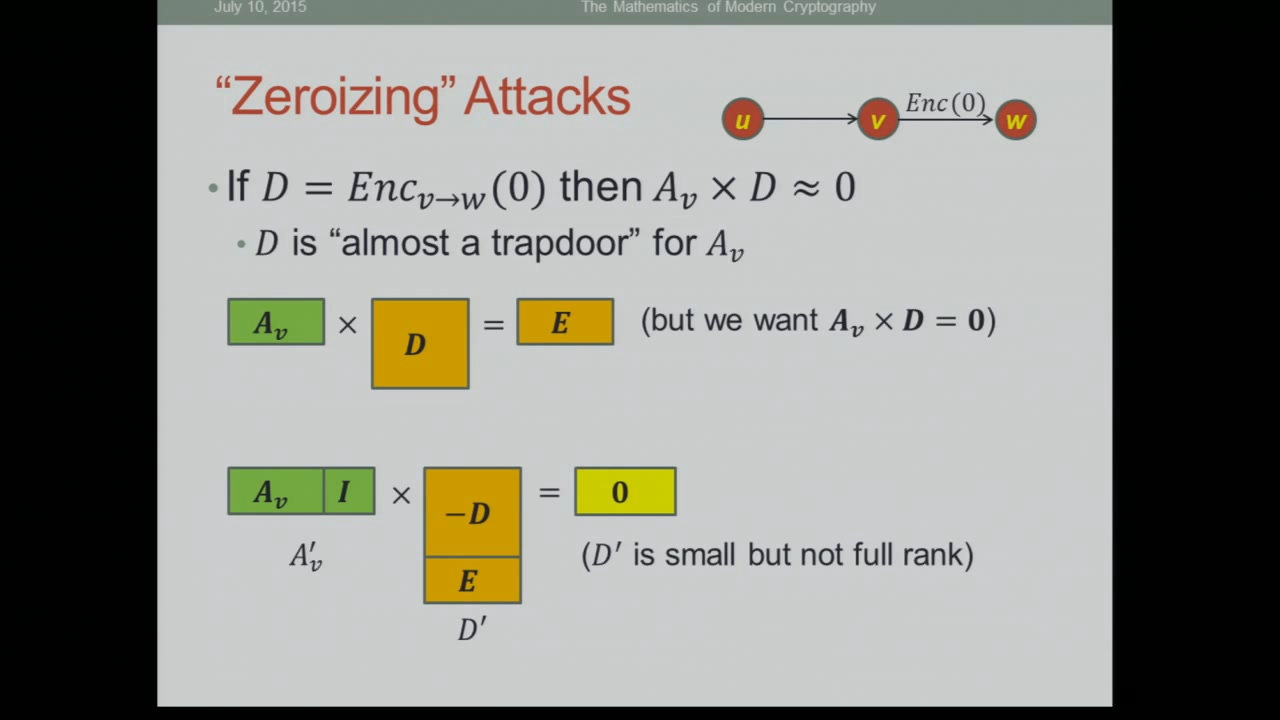 July 10, 2015 The Mathematics of Modern Cryptography
“Zeroizing” Attacks
u v Enc(0) w
• If D = Enc_{v→w}(0) then A_v × D ≈ 0
• D is “almost a trapdoor” for A_v
A_v × D = E (but we want A_v × D = 0)
A_v I × −D = 0
E
A′_v
(D′ is small but not full rank)
D′